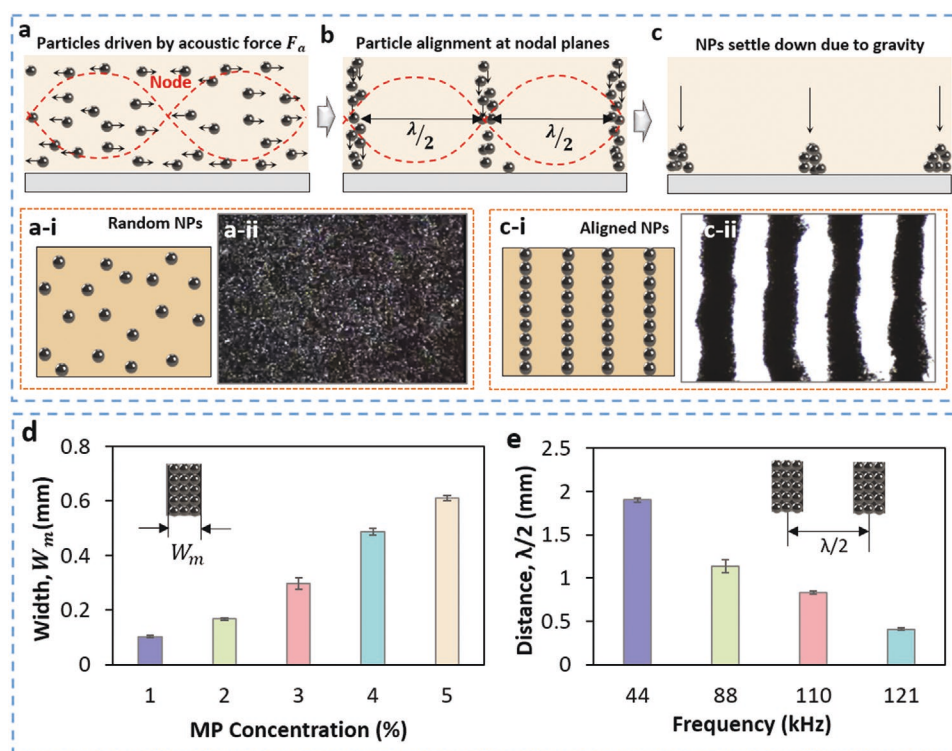 a
Particles driven by acoustic force Fₐ
Node
b
Particle alignment at nodal planes
λ/2
λ/2
c
NPs settle down due to gravity
a-i
Random NPs
a-ii
c-i
Aligned NPs
c-ii
d
Width, Wₘ(mm)
0.8
0.6
0.4
0.2
0
Wₘ
1 2 3 4 5
MP Concentration (%)
e
Distance, λ/2 (mm)
2.5
2
1.5
1
0.5
0
λ/2
44 88 110 121
Frequency (kHz)